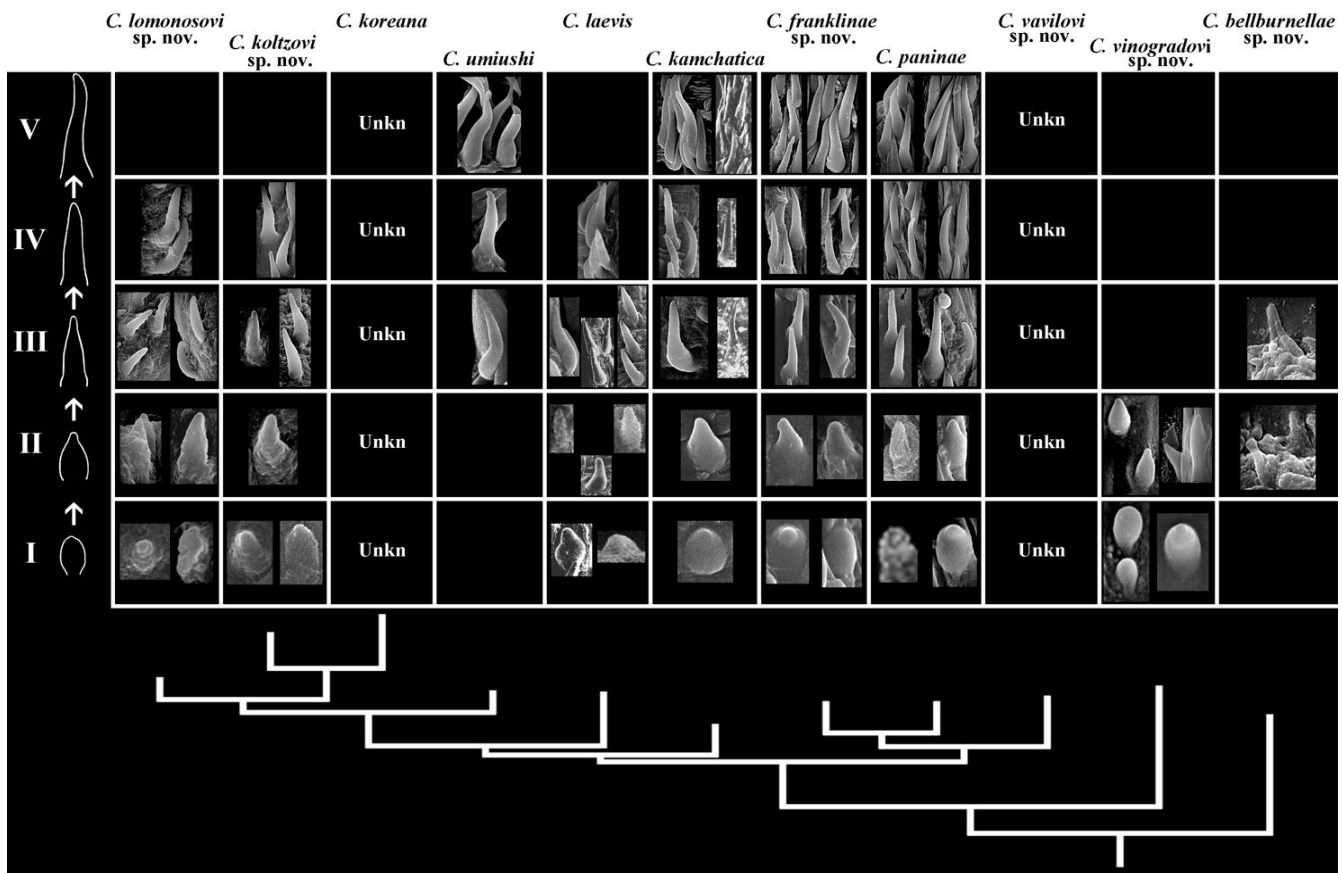 C. lomonosovi
sp. nov.
C. koltzovi
sp. nov.
C. koreana
C. umiushi
C. laevis
C. kamchatica
C. franklinae
sp. nov.
C. paninae
C. vavilovi
sp. nov.
C. vinogradovi
sp. nov.
C. bellburnellae
sp. nov.
V
Unkn
Unkn
IV
Unkn
Unkn
III
Unkn
Unkn
II
Unkn
Unkn
I
Unkn
Unkn